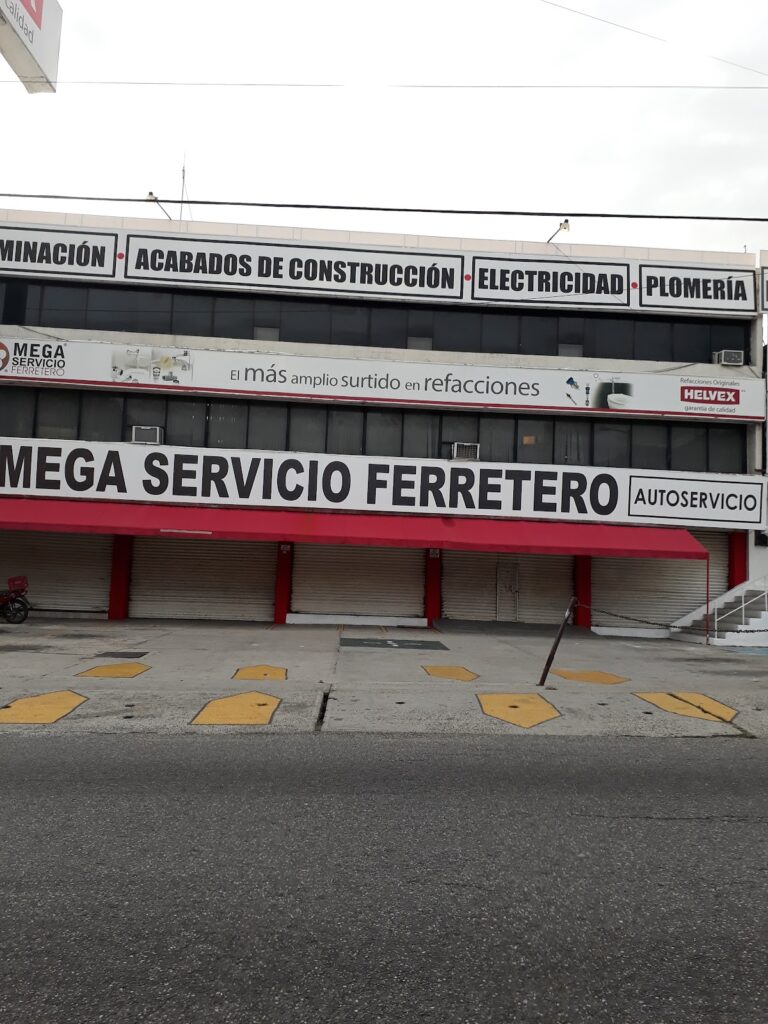 calidad
MINACIÓN • ACABADOS DE CONSTRUCCIÓN • ELECTRICIDAD • PLOMERÍA
MEGA
SERVICIO
FERRETERO
El más amplio surtido en refacciones
Refacciones Originales
HELVEX
garantía de calidad
MEGA SERVICIO FERRETERO
AUTOSERVICIO